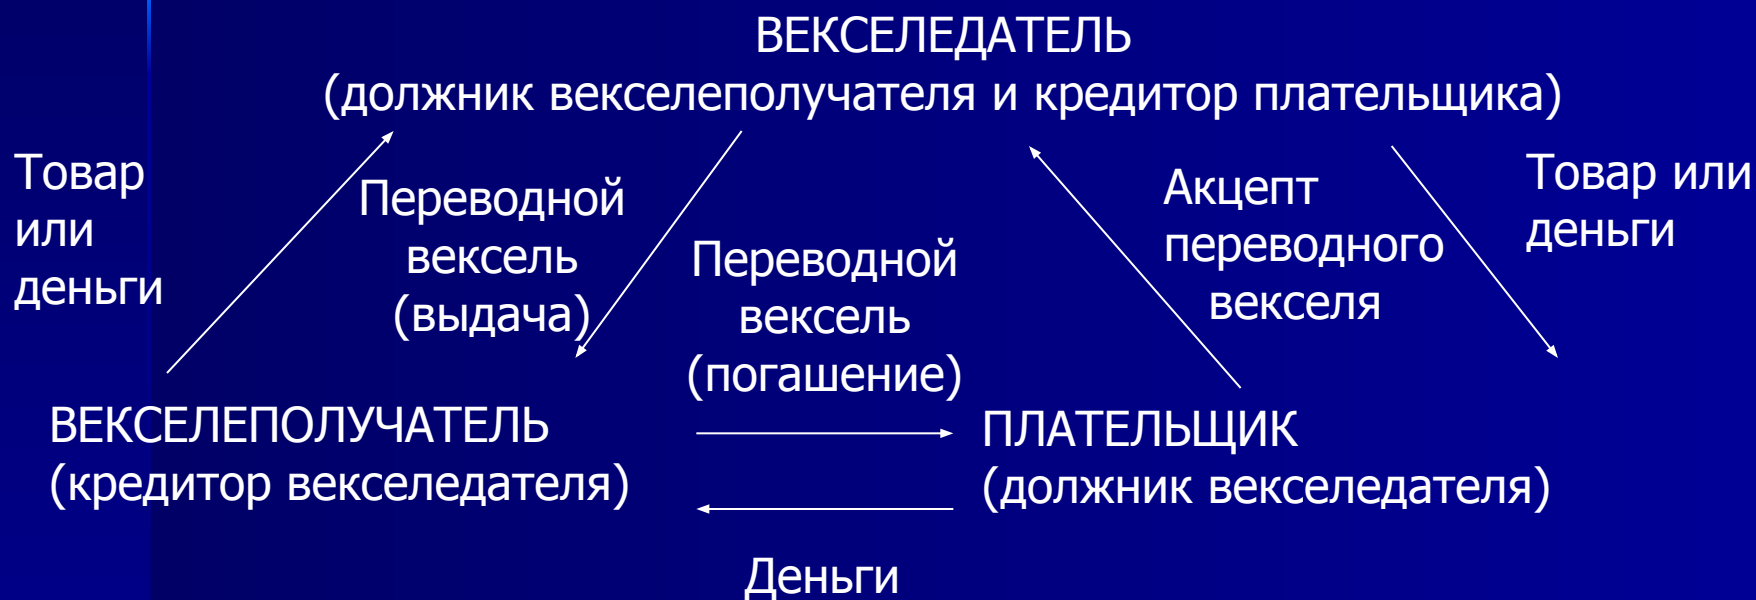 ВЕКСЕЛЕДАТЕЛЬ
(должник векселеполучателя и кредитор плательщика)
Товар
или
деньги
Переводной
вексель
(выдача)
Переводной
вексель
(погашение)
Акцепт
переводного
векселя
Товар или
деньги
ВЕКСЕЛЕПОЛУЧАТЕЛЬ
(кредитор векселедателя)
ПЛАТЕЛЬЩИК
(должник векселедателя)
Деньги